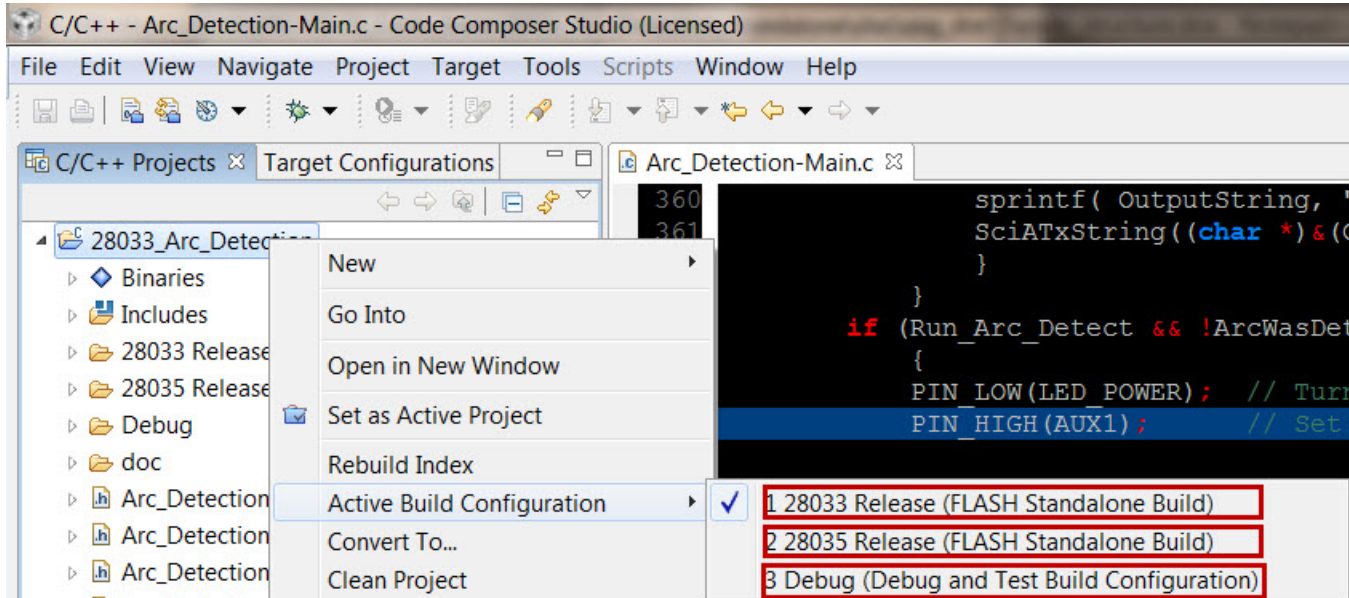 C/C++ - Arc_Detection-Main.c - Code Composer Studio (Licensed)
File Edit View Navigate Project Target Tools Scripts Window Help
C/C++ Projects Target Configurations
Arc_Detection-Main.c
28033_Arc_Detection
Binaries
Includes
28033 Release
28035 Release
Debug
doc
Arc_Detection
Arc_Detection
Arc_Detection
New
Go Into
Open in New Window
Set as Active Project
Rebuild Index
Active Build Configuration
Convert To...
Clean Project
1 28033 Release (FLASH Standalone Build)
2 28035 Release (FLASH Standalone Build)
3 Debug (Debug and Test Build Configuration)
360 sprintf( OutputString, "
361 SciATxString((char *)&(
}
}
if (Run_Arc_Detect && !ArcWasDet
{
PIN_LOW(LED_POWER); // Turn
PIN_HIGH(AUX1); // Set